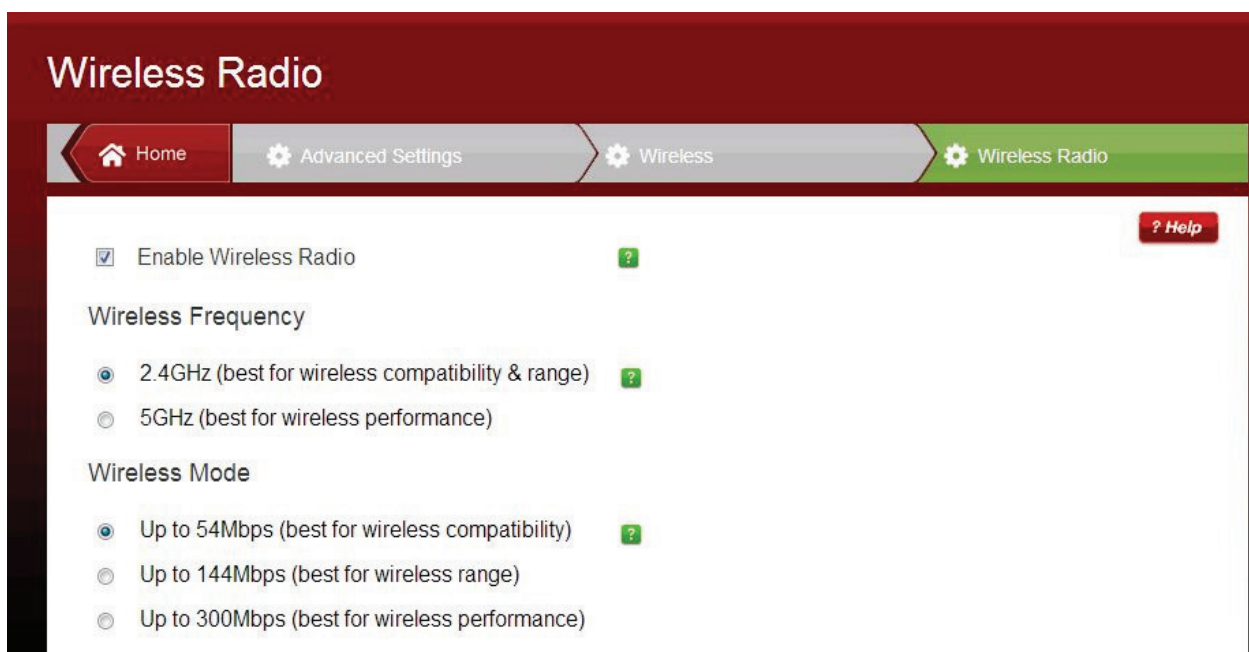 Wireless Radio
Home Advanced Settings Wireless Wireless Radio
? Help
Enable Wireless Radio ?
Wireless Frequency
2.4GHz (best for wireless compatibility & range) ?
5GHz (best for wireless performance)
Wireless Mode
Up to 54Mbps (best for wireless compatibility) ?
Up to 144Mbps (best for wireless range)
Up to 300Mbps (best for wireless performance)